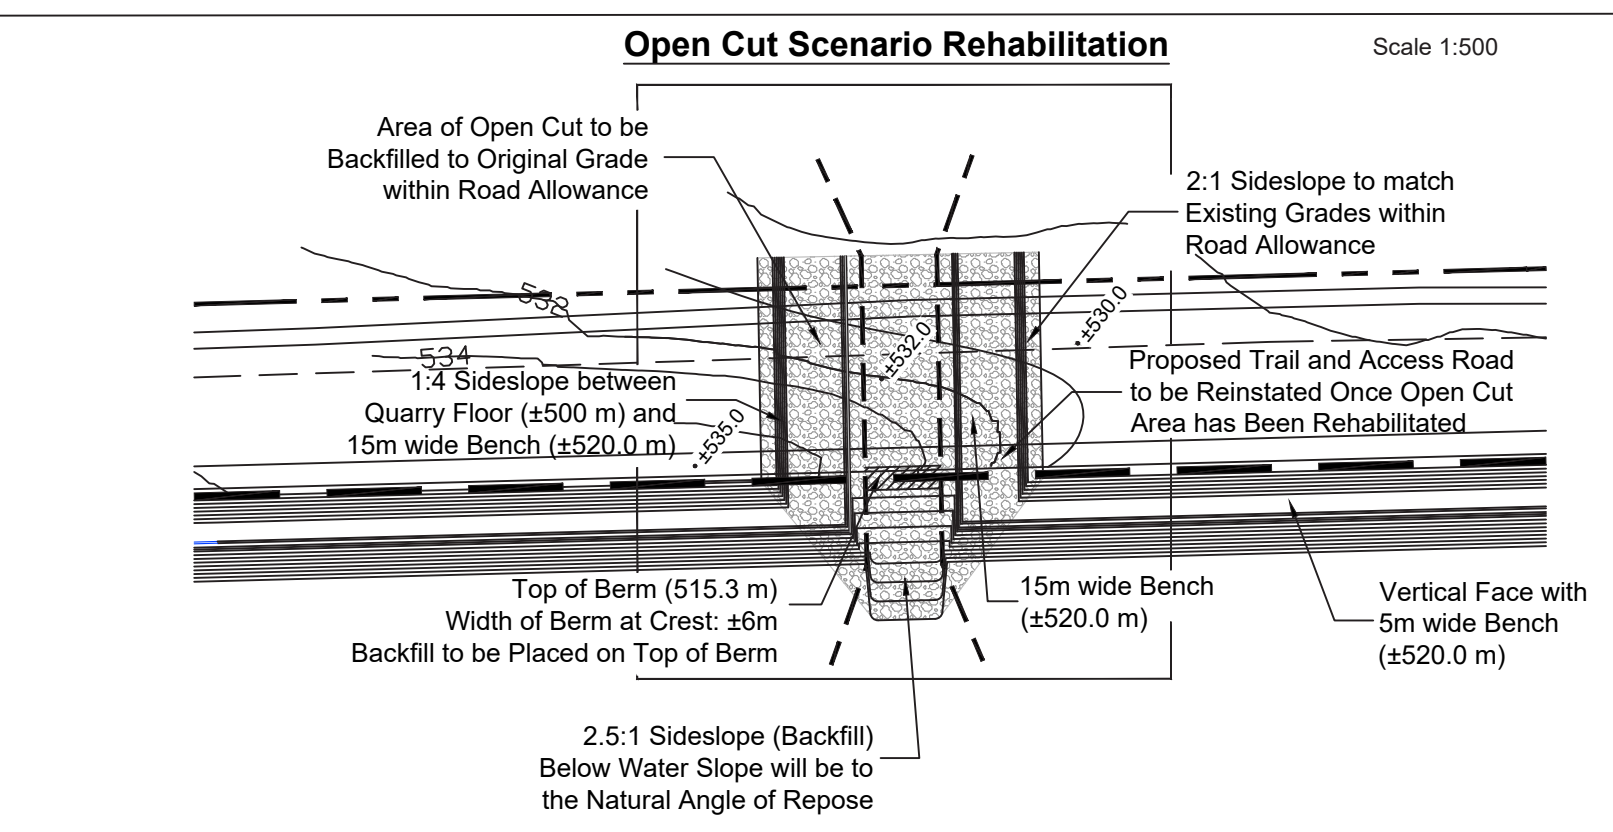 Open Cut Scenario Rehabilitation
Scale 1:500
Area of Open Cut to be
Backfilled to Original Grade
within Road Allowance
2:1 Sideslope to match
Existing Grades within
Road Allowance
532
534
±532.0
±530.0
1:4 Sideslope between
Quarry Floor (±500 m) and
15m wide Bench (±520.0 m)
±535.0
Proposed Trail and Access Road
to be Reinstated Once Open Cut
Area has Been Rehabilitated
Top of Berm (515.3 m)
Width of Berm at Crest: ±6m
Backfill to be Placed on Top of Berm
15m wide Bench
(±520.0 m)
Vertical Face with
5m wide Bench
(±520.0 m)
2.5:1 Sideslope (Backfill)
Below Water Slope will be to
the Natural Angle of Repose